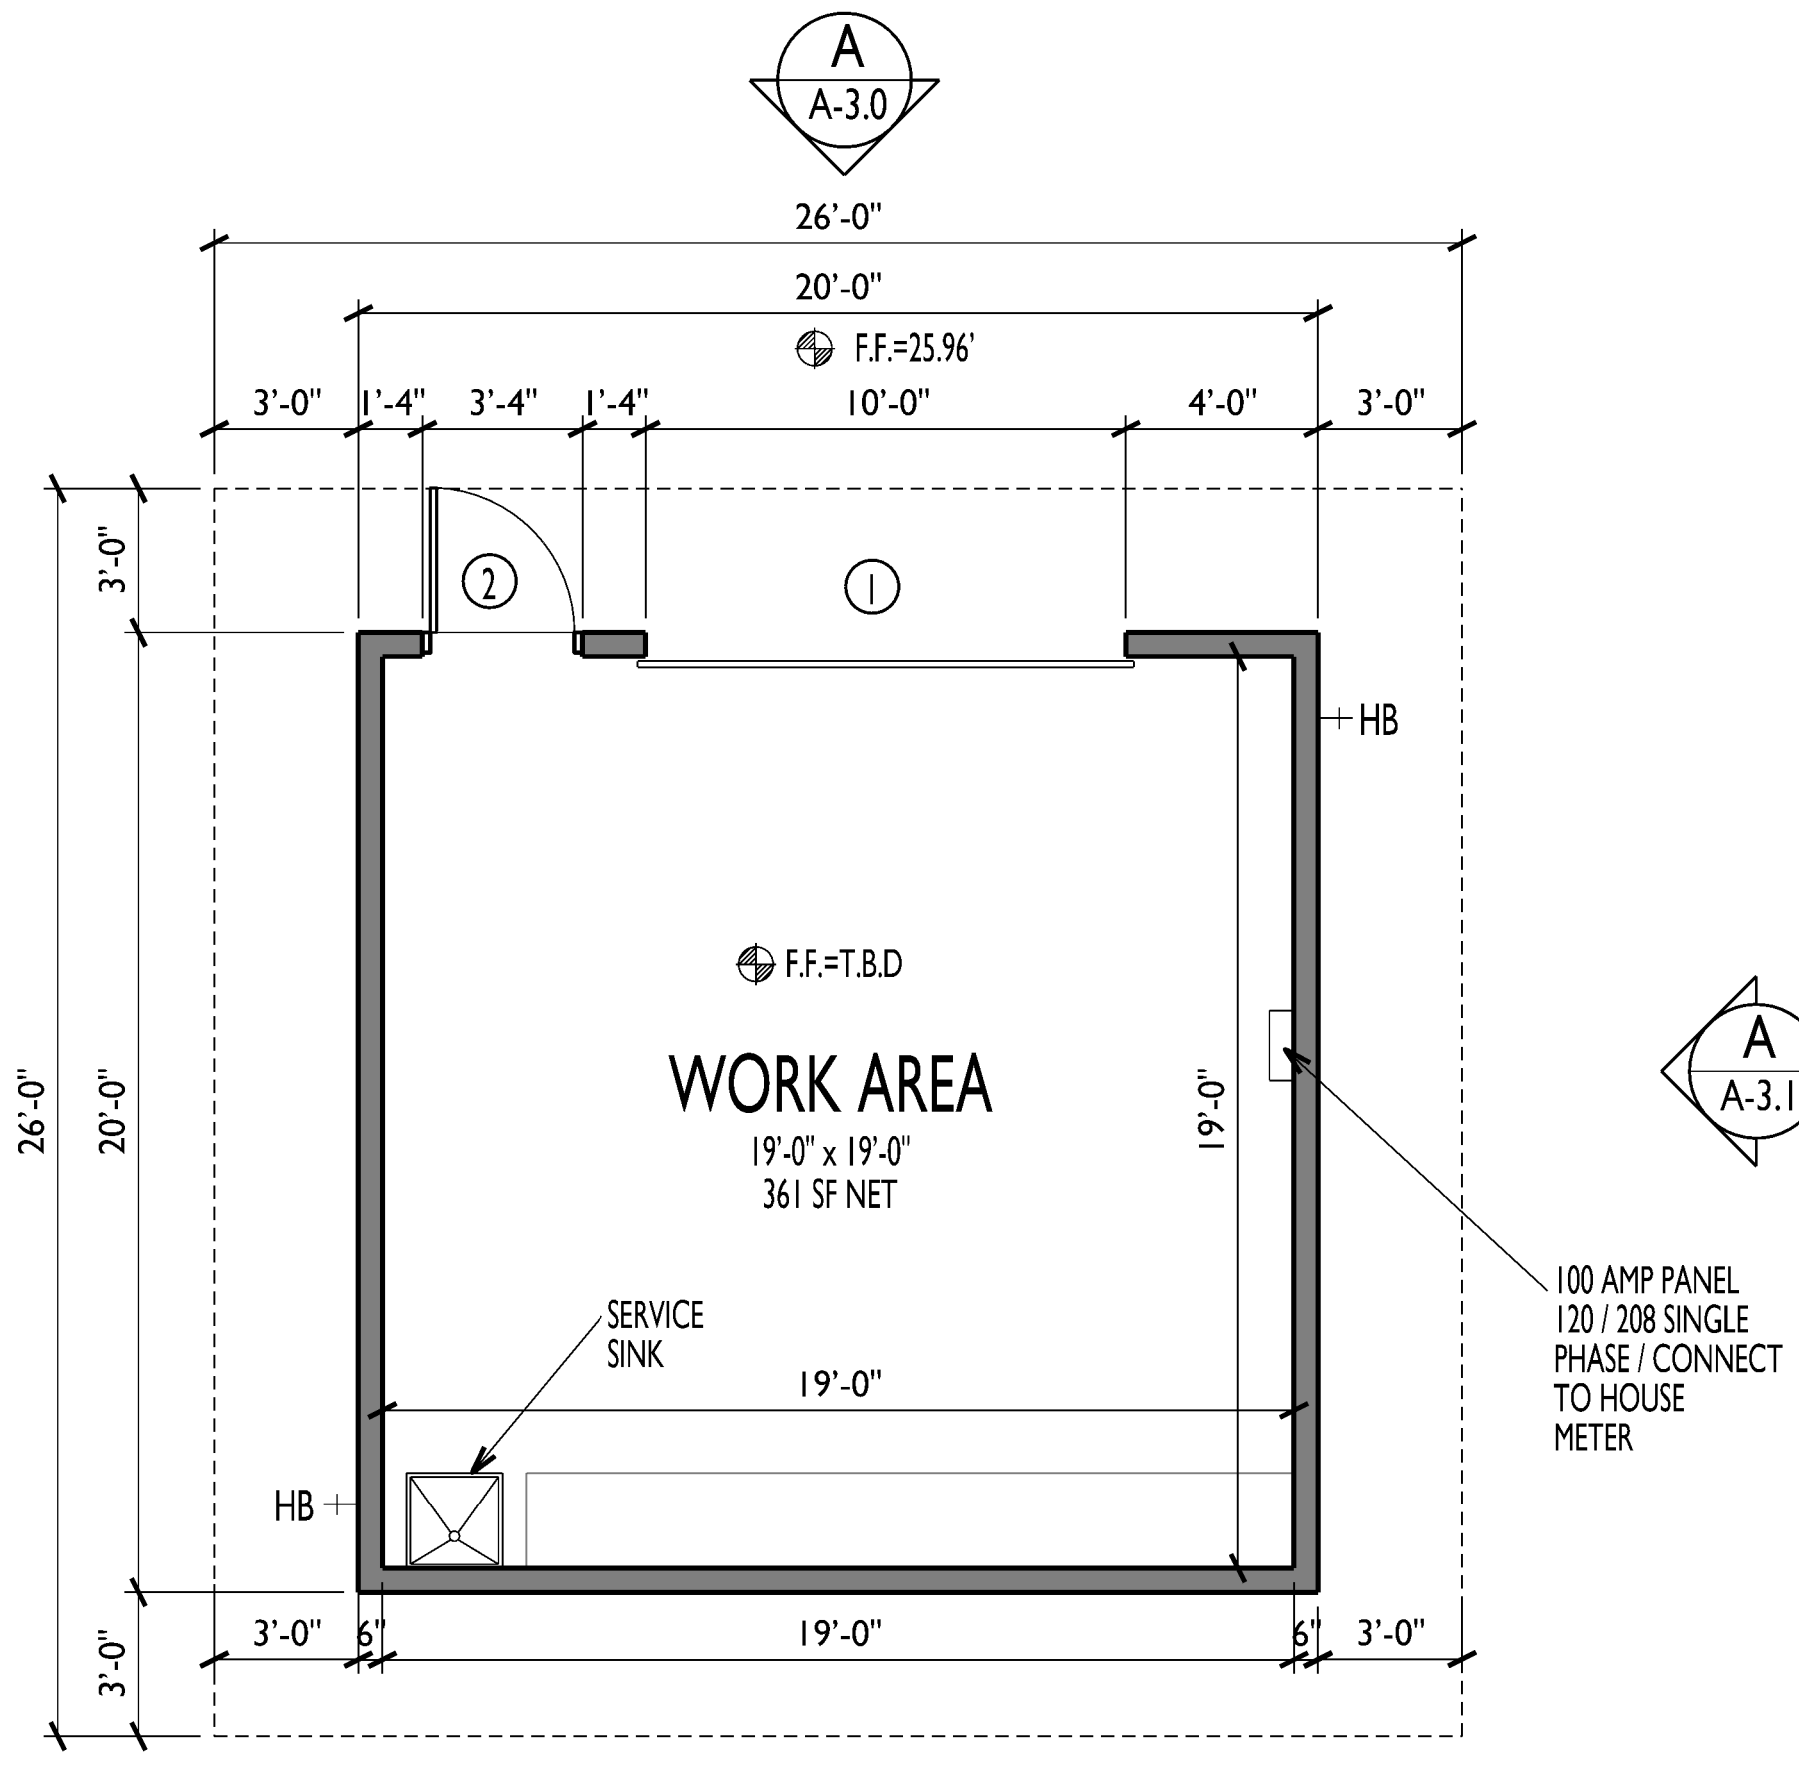 A
A-3.0
26'-0"
20'-0"
F.F.=25.96'
3'-0"
1'-4"
3'-4"
1'-4"
10'-0"
4'-0"
3'-0"
3'-0"
2
1
HB
F.F.=T.B.D
WORK AREA
19'-0" x 19'-0"
361 SF NET
26'-0"
20'-0"
19'-0"
A
A-3.1
100 AMP PANEL
120 / 208 SINGLE
PHASE / CONNECT
TO HOUSE
METER
SERVICE
SINK
19'-0"
HB
3'-0"
3'-0"
6"
19'-0"
6"
3'-0"